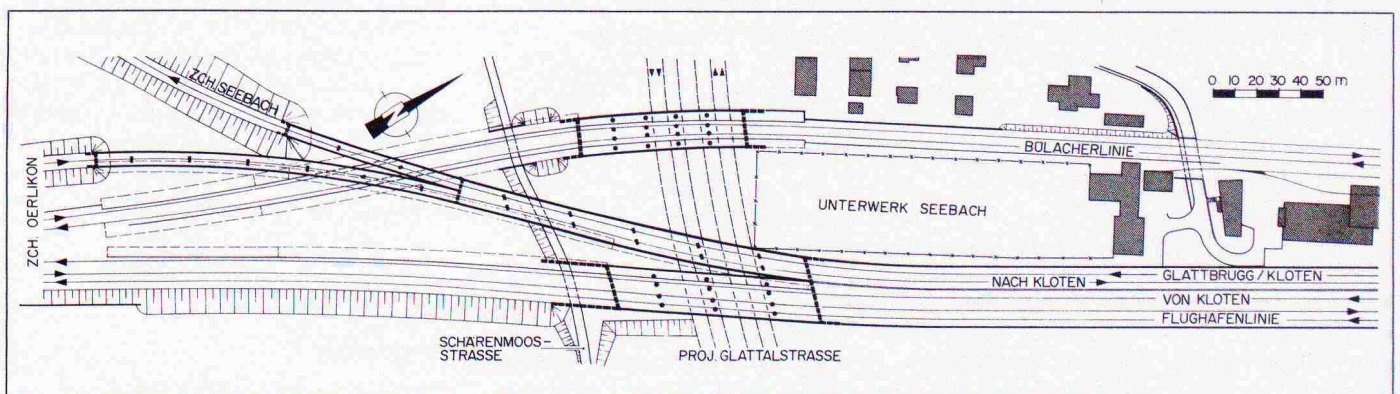 ZCH. SEEBACH
0 10 20 30 40 50 m
BÜLACHERLINIE
ZCH. OERLIKON
UNTERWERK SEEBACH
GLATTBRUGG / KLOTEN
NACH KLOTEN
VON KLOTEN
FLUGHAFENLINIE
SCHÄRENMOOS-
STRASSE
PROJ. GLATTALSTRASSE